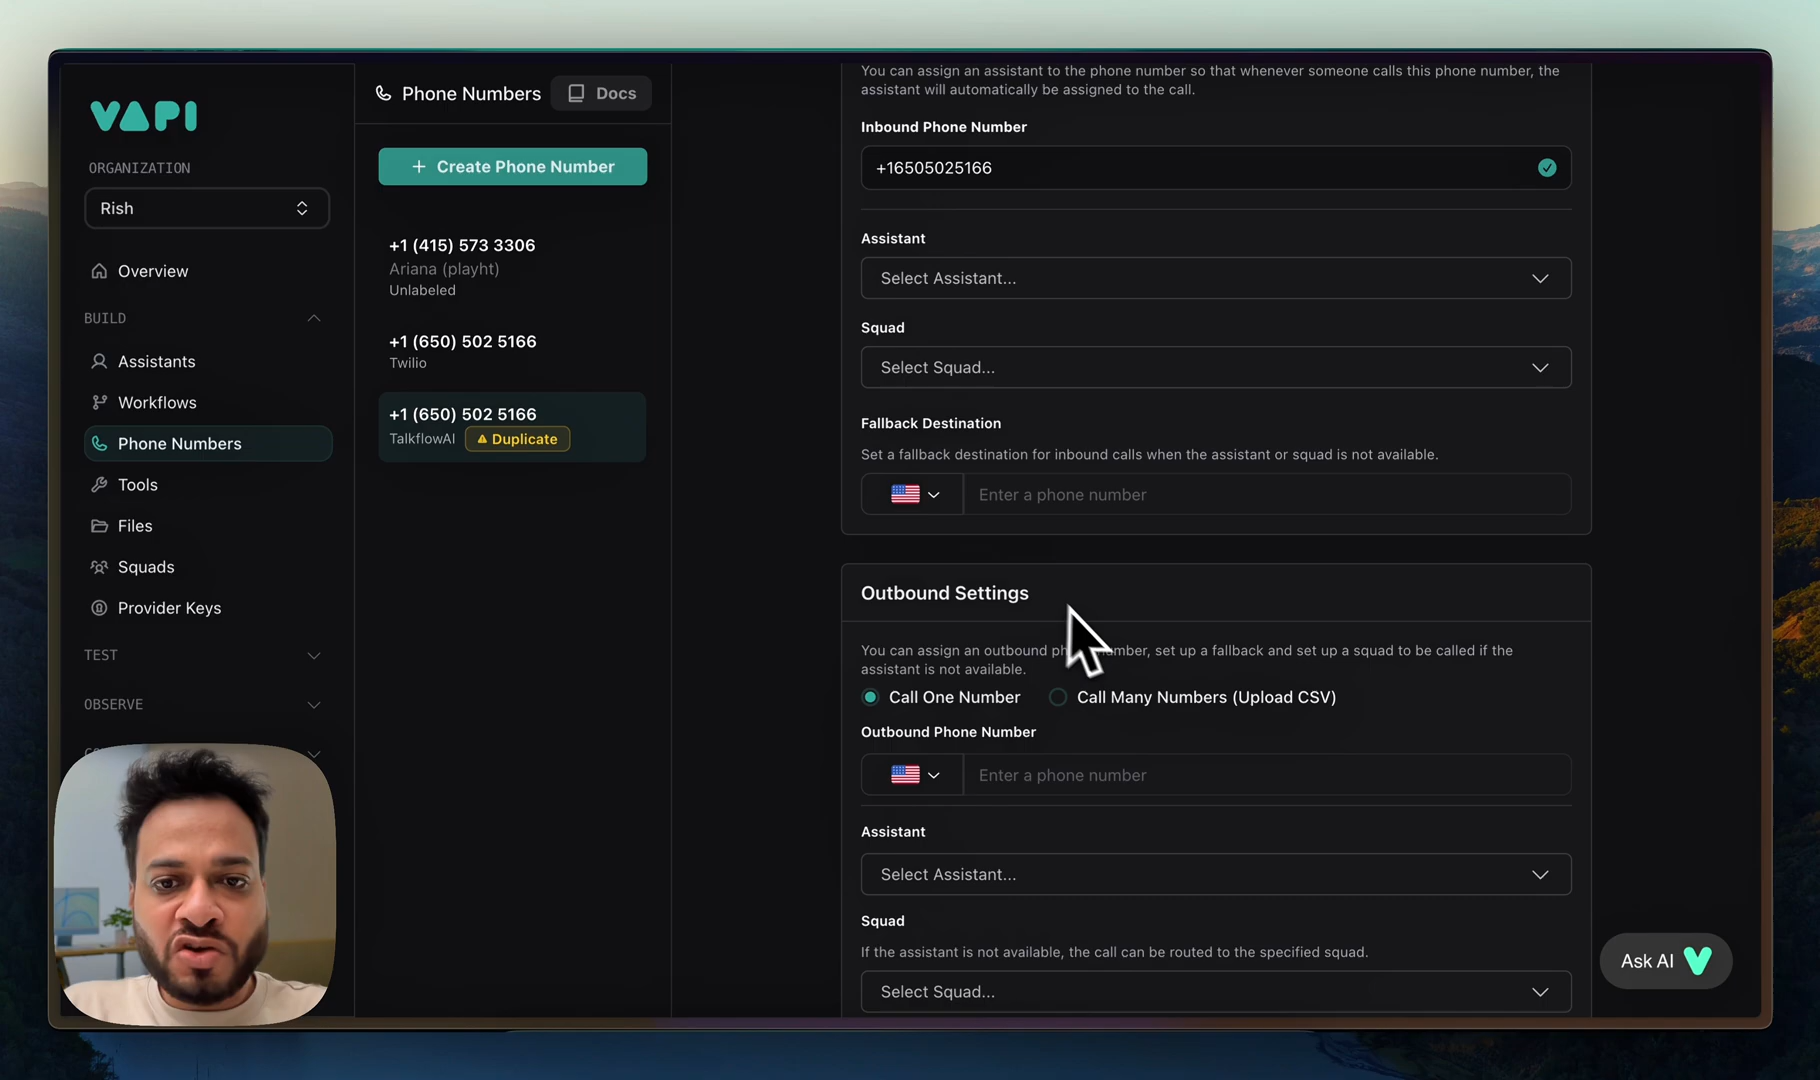 VAPI
ORGANIZATION
Rish
Overview
BUILD
Assistants
Workflows
Phone Numbers
Tools
Files
Squads
Provider Keys
TEST
OBSERVE
Phone Numbers
Docs
+ Create Phone Number
+1 (415) 573 3306
Ariana (playht)
Unlabeled
+1 (650) 502 5166
Twilio
+1 (650) 502 5166
TalkflowAI
Duplicate
You can assign an assistant to the phone number so that whenever someone calls this phone number, the
assistant will automatically be assigned to the call.
Inbound Phone Number
+16505025166
Assistant
Select Assistant...
Squad
Select Squad...
Fallback Destination
Set a fallback destination for inbound calls when the assistant or squad is not available.
Enter a phone number
Outbound Settings
You can assign an outbound number, set up a fallback and set up a squad to be called if the
assistant is not available.
Call One Number
Call Many Numbers (Upload CSV)
Outbound Phone Number
Enter a phone number
Assistant
Select Assistant...
Squad
If the assistant is not available, the call can be routed to the specified squad.
Select Squad...
Ask AI